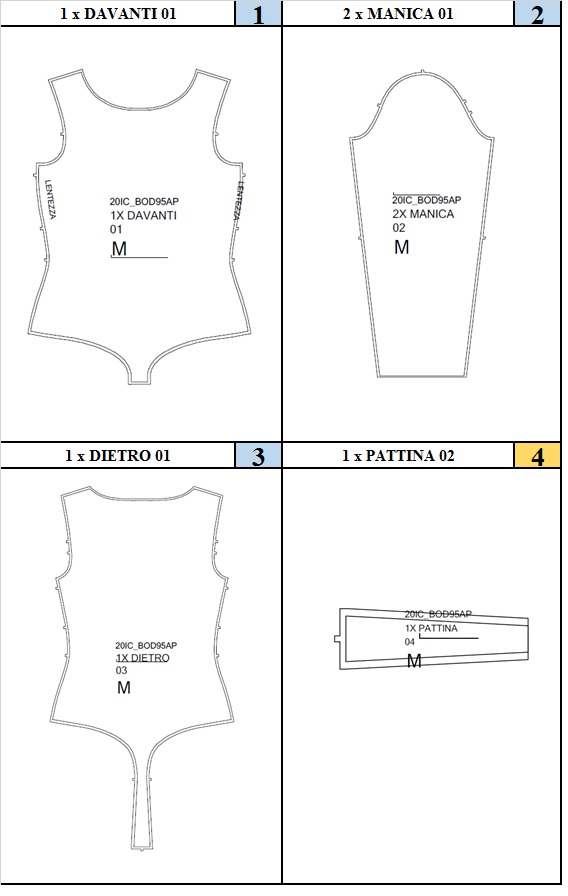 1 x DAVANTI 01
1
2 x MANICA 01
2
LENTEZZA
LENTEZZA
20IC_BOD95AP
1X DAVANTI
01
M
20IC_BOD95AP
2X MANICA
02
M
1 x DIETRO 01
3
1 x PATTINA 02
4
20IC_BOD95AP
1X DIETRO
03
M
20IC_BOD95AP
1X PATTINA
04
M